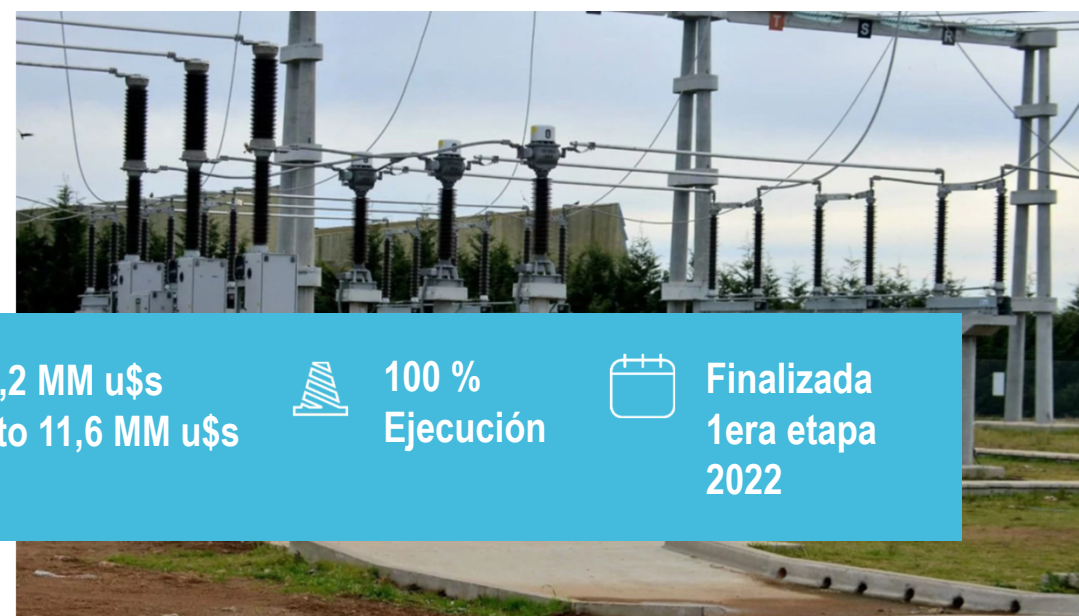 ,2 MM u$s
to 11,6 MM u$s
100 %
Ejecución
Finalizada
1era etapa
2022
T
S
R